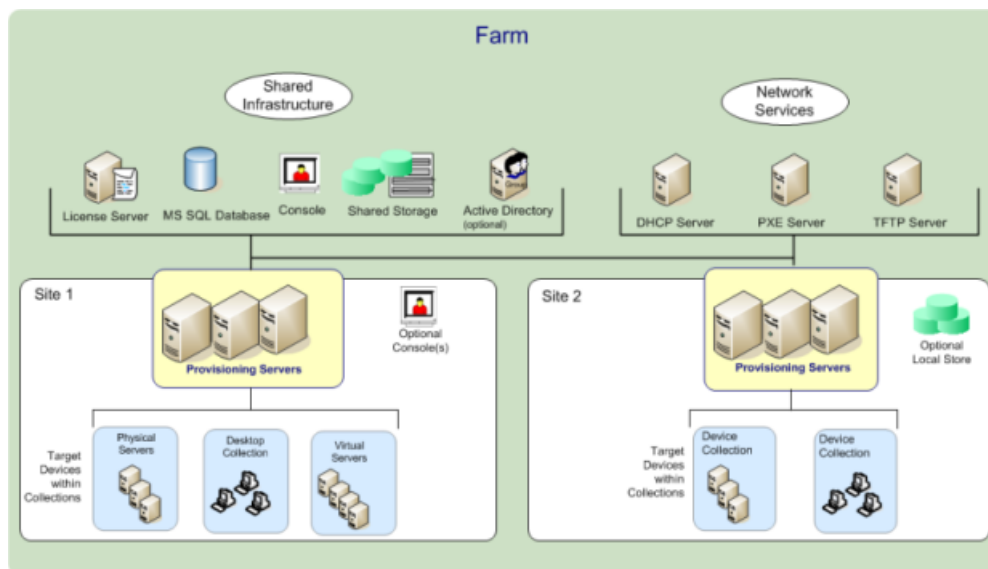 Farm
Shared
Infrastructure
Network
Services
License Server
MS SQL Database
Console
Shared Storage
Group
Active Directory
(optional)
DHCP Server
PXE Server
TFTP Server
Site 1
Provisioning Servers
Optional
Console(s)
Target
Devices
within
Collections
Physical
Servers
Desktop
Collection
Virtual
Servers
Site 2
Provisioning Servers
Optional
Local Store
Target
Devices
within
Collections
Device
Collection
Device
Collection